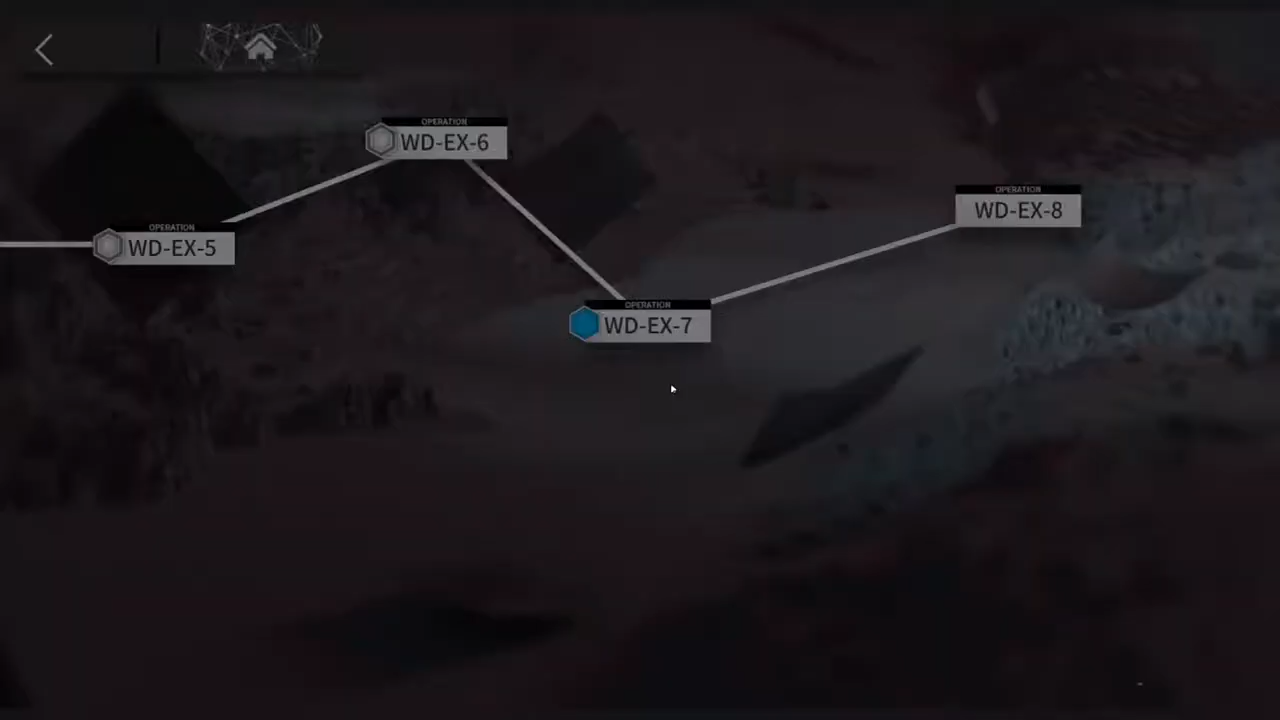 OPERATION
WD-EX-6
OPERATION
WD-EX-8
OPERATION
WD-EX-5
OPERATION
WD-EX-7